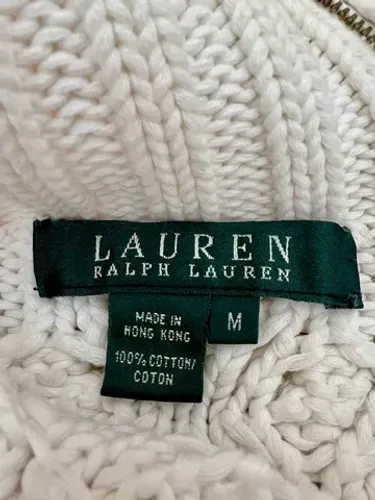 LAUREN
RALPH LAUREN
MADE IN
HONG KONG
100% COTTON/
COTON
M